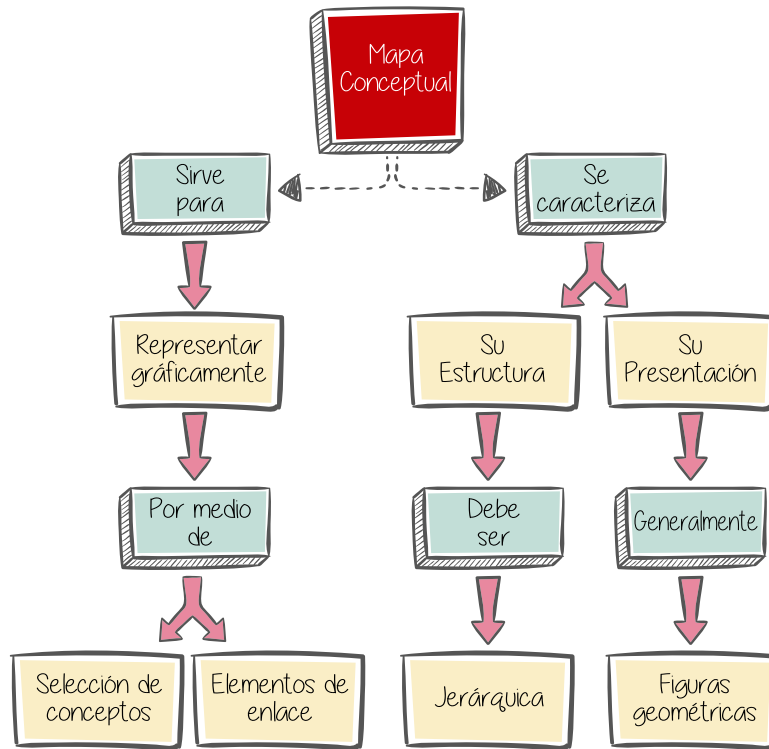 Mapa
Conceptual
Sirve
para
Se
caracteriza
Representar
gráficamente
Su
Estructura
Su
Presentación
Por medio
de
Debe
ser
Generalmente
Selección de
conceptos
Elementos de
enlace
Jerárquica
Figuras
geométricas